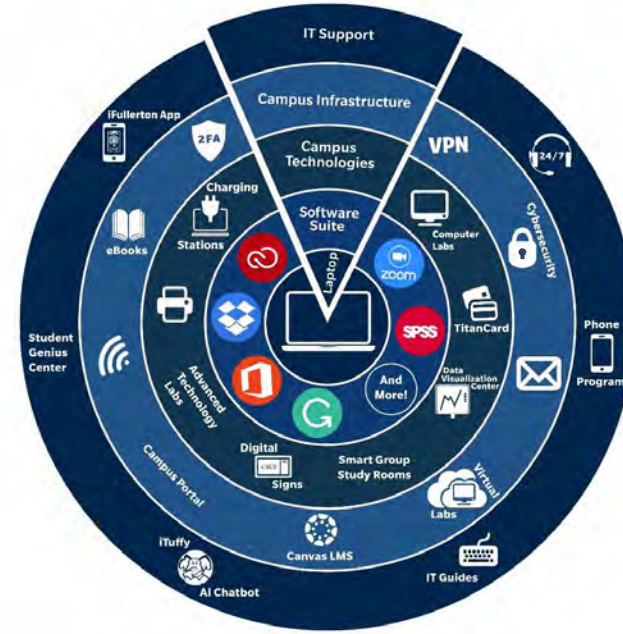 IT Support
Campus Infrastructure
Campus
Technologies
Software
Suite
Laptop
iFullerton App
2FA
VPN
24/7
Charging
Stations
Computer
Labs
Cybersecurity
eBooks
zoom
SPSS
TitanCard
Student
Genius
Center
Phone
Program
And
More!
Data
Visualization
Center
Advanced
Technology
Labs
Digital
Signs
Smart Group
Study Rooms
Virtual
Labs
Campus Portal
Canvas LMS
iTuffy
AI Chatbot
IT Guides